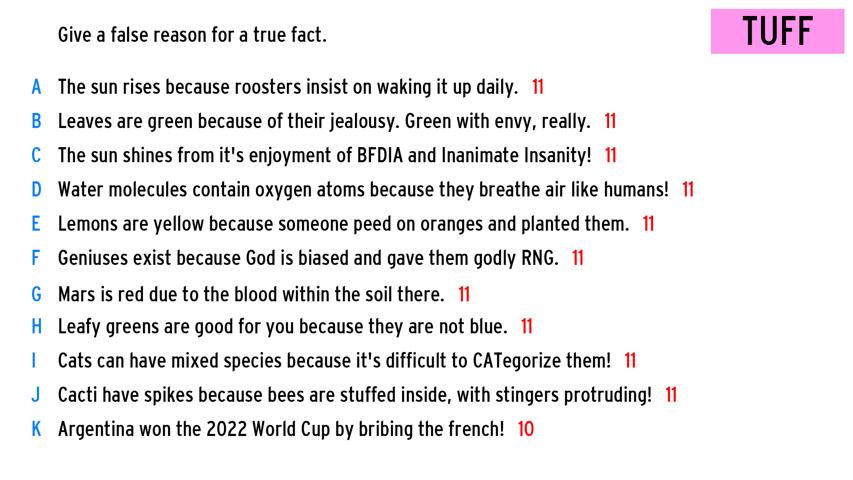 Give a false reason for a true fact.
TUFF
A The sun rises because roosters insist on waking it up daily. 11
B Leaves are green because of their jealousy. Green with envy, really. 11
C The sun shines from it's enjoyment of BFDIA and Inanimate Insanity! 11
D Water molecules contain oxygen atoms because they breathe air like humans! 11
E Lemons are yellow because someone peed on oranges and planted them. 11
F Geniuses exist because God is biased and gave them godly RNG. 11
G Mars is red due to the blood within the soil there. 11
H Leafy greens are good for you because they are not blue. 11
I Cats can have mixed species because it's difficult to CATegorize them! 11
J Cacti have spikes because bees are stuffed inside, with stingers protruding! 11
K Argentina won the 2022 World Cup by bribing the french! 10